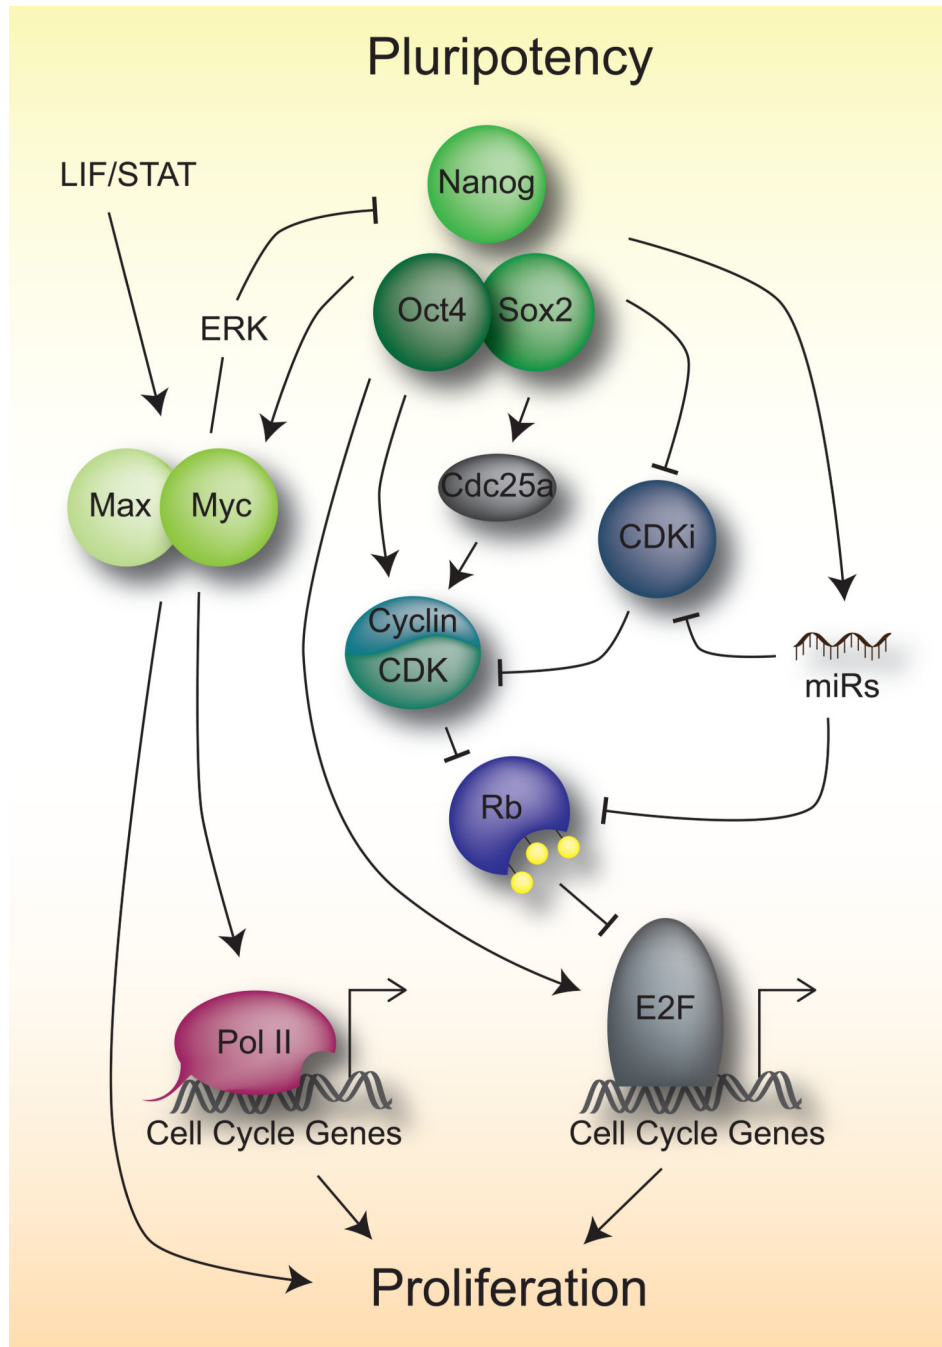 Pluripotency
Nanog
LIF/STAT
Oct4
Sox2
ERK
Cdc25a
Max
Myc
CDKi
Cyclin
CDK
miRs
Rb
E2F
Pol II
Cell Cycle Genes
Cell Cycle Genes
Proliferation